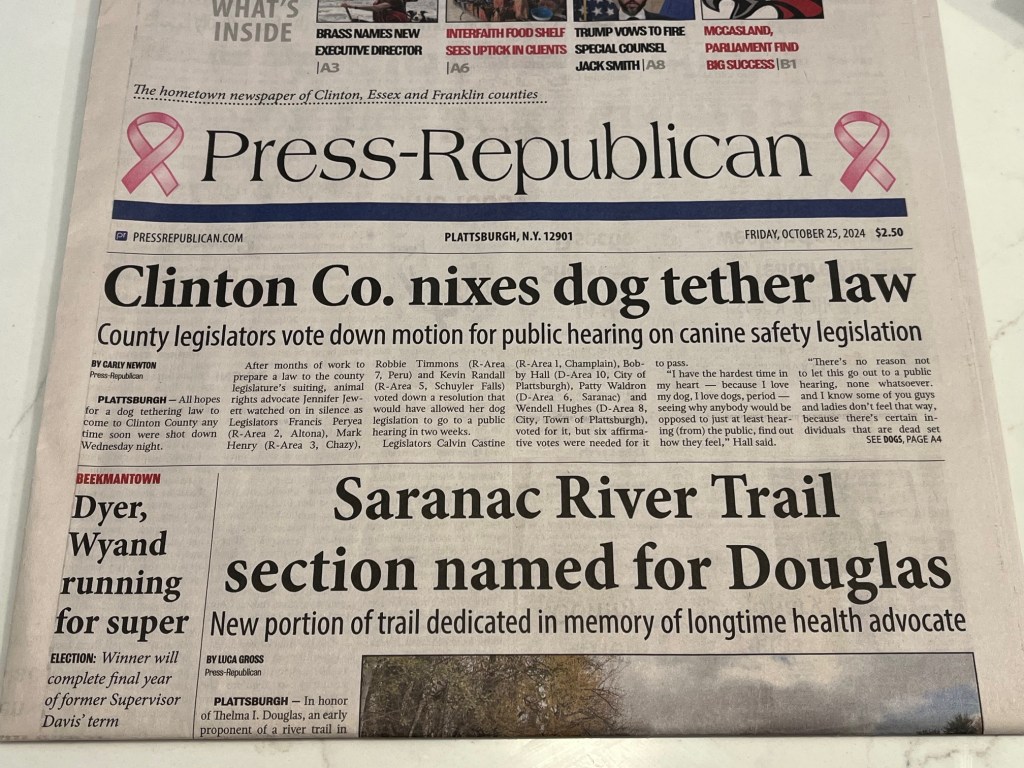 WHAT'S
INSIDE
BRASS NAMES NEW
EXECUTIVE DIRECTOR
|A3
INTERFAITH FOOD SHELF
SEES UPTICK IN CLIENTS
|A6
TRUMP VOWS TO FIRE
SPECIAL COUNSEL
JACK SMITH |A8
MCCASLAND,
PARLIAMENT FIND
BIG SUCCESS |B1
The hometown newspaper of Clinton, Essex and Franklin counties
Press-Republican
pr PRESSREPUBLICAN.COM
PLATTSBURGH, N.Y. 12901
FRIDAY, OCTOBER 25, 2024 $2.50
Clinton Co. nixes dog tether law
County legislators vote down motion for public hearing on canine safety legislation
BY CARLY NEWTON
Press-Republican
PLATTSBURGH — All hopes
for a dog tethering law to
come to Clinton County any
time soon were shot down
Wednesday night.
After months of work to
prepare a law to the county
legislature's suiting, animal
rights advocate Jennifer Jew-
ett watched on in silence as
Legislators Francis Peryea
(R-Area 2, Altona), Mark
Henry (R-Area 3, Chazy),
Robbie Timmons (R-Area
7, Peru) and Kevin Randall
(R-Area 5, Schuyler Falls)
voted down a resolution that
would have allowed her dog
legislation to go to a public
hearing in two weeks.
Legislators Calvin Castine
(R-Area 1, Champlain), Bob-
by Hall (D-Area 10, City of
Plattsburgh), Patty Waldron
(D-Area 6, Saranac) and
Wendell Hughes (D-Area 8,
City, Town of Plattsburgh),
voted for it, but six affirma-
tive votes were needed for it
to pass.
"I have the hardest time in
my heart — because I love
my dog, I love dogs, period —
seeing why anybody would be
opposed to just at least hear-
ing (from) the public, find out
how they feel," Hall said.
"There's no reason not
to let this go out to a public
hearing, none whatsoever.
and I know some of you guys
and ladies don't feel that way,
because there's certain in-
dividuals that are dead set
SEE DOGS, PAGE A4
BEEKMANTOWN
Dyer,
Wyand
running
for super
ELECTION: Winner will
complete final year
of former Supervisor
Davis' term
Saranac River Trail
section named for Douglas
New portion of trail dedicated in memory of longtime health advocate
BY LUCA GROSS
Press-Republican
PLATTSBURGH — In honor
of Thelma I. Douglas, an early
proponent of a river trail in